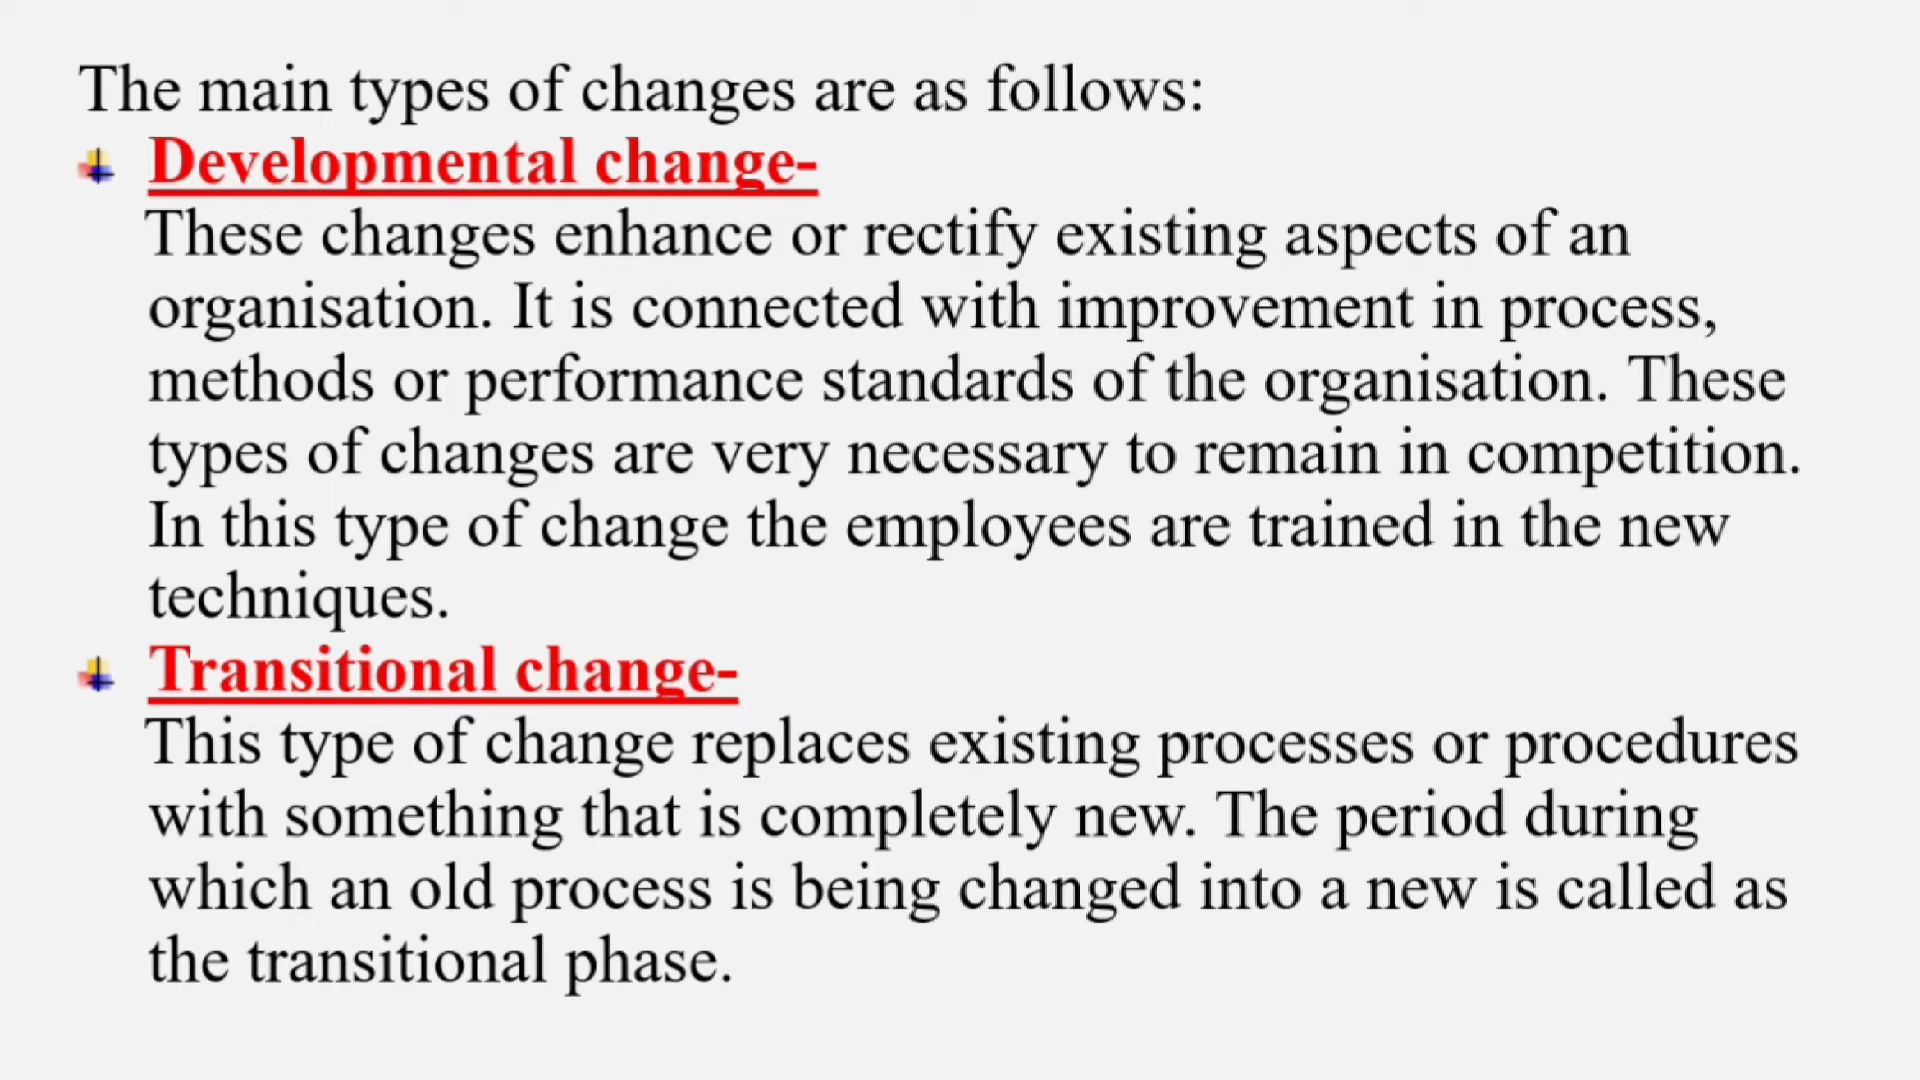 The main types of changes are as follows:
Developmental change-
These changes enhance or rectify existing aspects of an
organisation. It is connected with improvement in process,
methods or performance standards of the organisation. These
types of changes are very necessary to remain in competition.
In this type of change the employees are trained in the new
techniques.
Transitional change-
This type of change replaces existing processes or procedures
with something that is completely new. The period during
which an old process is being changed into a new is called as
the transitional phase.